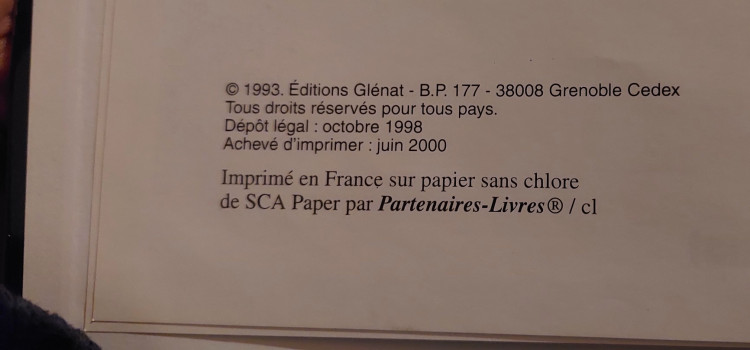 © 1993. Éditions Glénat - B.P. 177 - 38008 Grenoble Cedex
Tous droits réservés pour tous pays.
Dépôt légal : octobre 1998
Achevé d'imprimer : juin 2000
Imprimé en France sur papier sans chlore
de SCA Paper par Partenaires-Livres® / cl